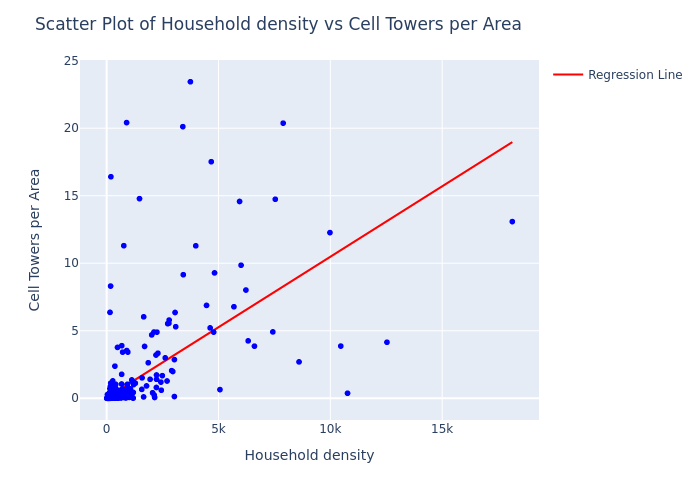 Scatter Plot of Household density vs Cell Towers per Area
Regression Line
Cell Towers per Area
25
20
15
10
5
0
0
5k
10k
15k
Household density